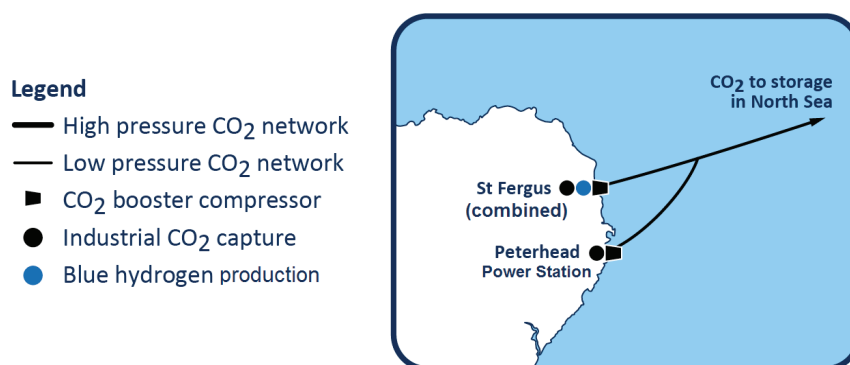 Legend
High pressure CO2 network
Low pressure CO2 network
CO2 booster compressor
Industrial CO2 capture
Blue hydrogen production
CO2 to storage
in North Sea
St Fergus
(combined)
Peterhead
Power Station